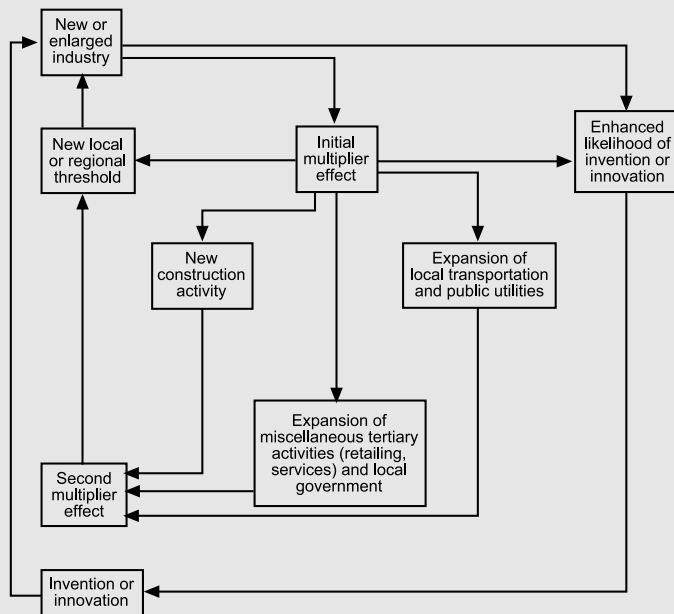 New or
enlarged
industry
New local
or regional
threshold
Initial
multiplier
effect
Enhanced
likelihood of
invention or
innovation
New
construction
activity
Expansion of
local transportation
and public utilities
Expansion of
miscellaneous tertiary
activities (retailing,
services) and local
government
Second
multiplier
effect
Invention or
innovation